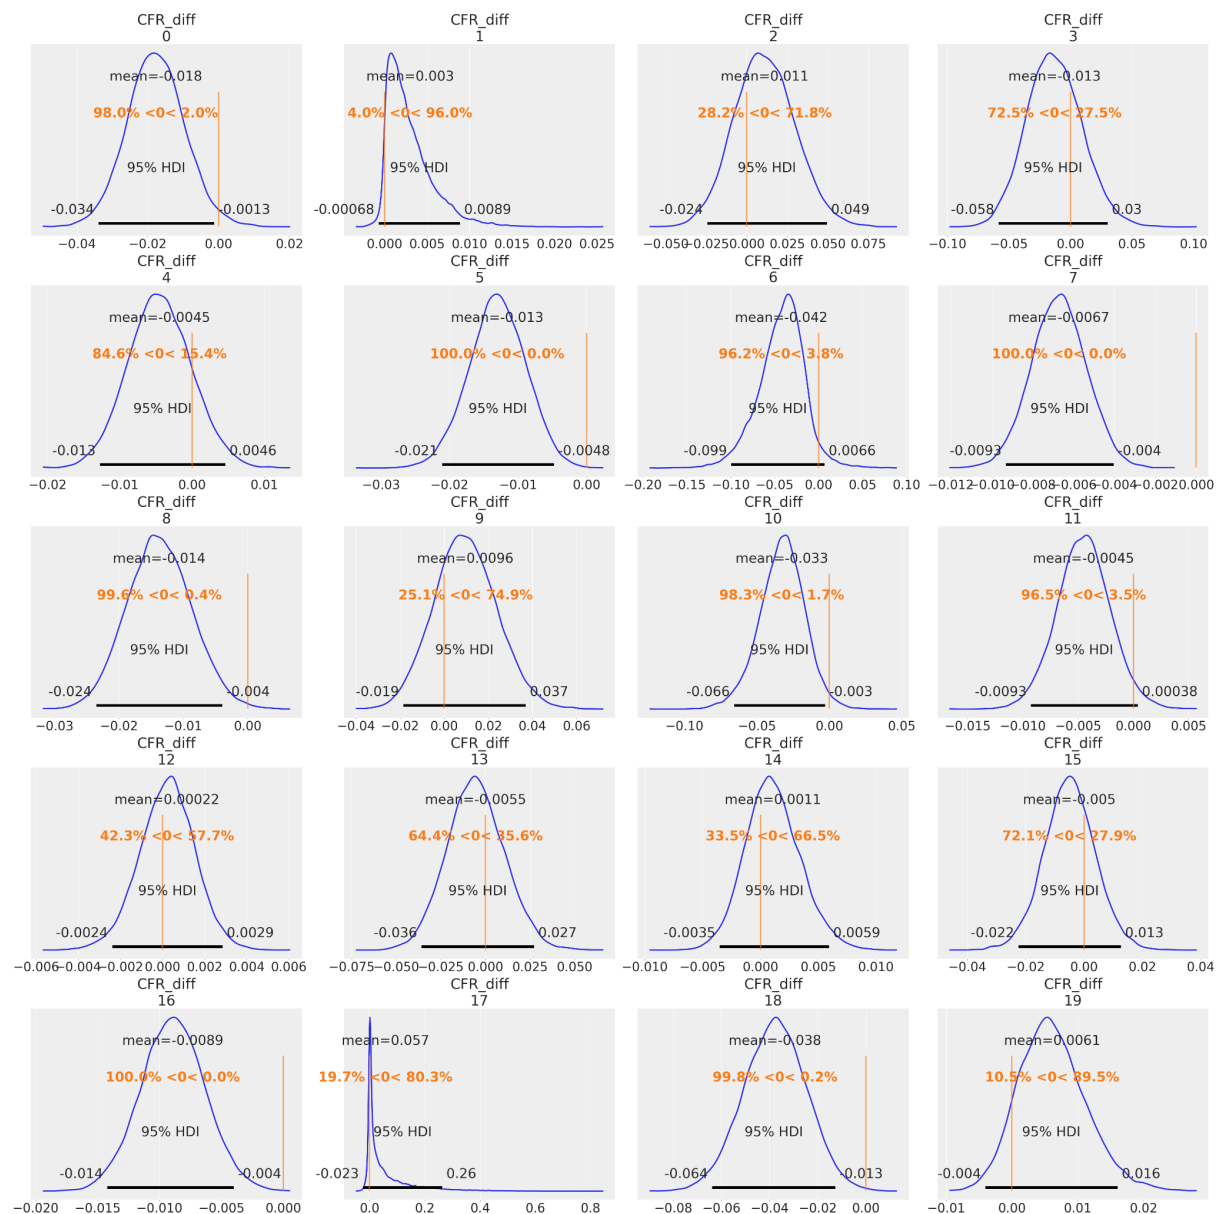 CFR_diff CFR_diff CFR_diff CFR_diff
0 1 2 3
mean=-0.018 mean=0.003 mean=0.011 mean=-0.013
98.0% <0< 2.0% 4.0% <0< 96.0% 28.2% <0< 71.8% 72.5% <0< 27.5%
95% HDI 95% HDI 95% HDI 95% HDI
-0.034 -0.0013 -0.00068 0.0089 -0.024 0.049 -0.058 0.03
−0.04 −0.02 0.00 0.02 0.000 0.005 0.010 0.015 0.020 0.025 −0.050 −0.025 0.000 0.025 0.050 0.075 −0.10 −0.05 0.00 0.05 0.10
CFR_diff CFR_diff CFR_diff CFR_diff
4 5 6 7
mean=-0.0045 mean=-0.013 mean=-0.042 mean=-0.0067
84.6% <0< 15.4% 100.0% <0< 0.0% 96.2% <0< 3.8% 100.0% <0< 0.0%
95% HDI 95% HDI 95% HDI 95% HDI
-0.013 0.0046 -0.021 -0.0048 -0.099 0.0066 -0.0093 -0.004
−0.02 −0.01 0.00 0.01 −0.03 −0.02 −0.01 0.00 −0.20 −0.15 −0.10 −0.05 0.00 0.05 0.10 −0.012 −0.010 −0.008 −0.006 −0.004 −0.002 0.000
CFR_diff CFR_diff CFR_diff CFR_diff
8 9 10 11
mean=-0.014 mean=0.0096 mean=-0.033 mean=-0.0045
99.6% <0< 0.4% 25.1% <0< 74.9% 98.3% <0< 1.7% 96.5% <0< 3.5%
95% HDI 95% HDI 95% HDI 95% HDI
-0.024 -0.004 -0.019 0.037 -0.066 -0.003 -0.0093 0.00038
−0.03 −0.02 −0.01 0.00 −0.04 −0.02 0.00 0.02 0.04 0.06 −0.10 −0.05 0.00 0.05 −0.015 −0.010 −0.005 0.000 0.005
CFR_diff CFR_diff CFR_diff CFR_diff
12 13 14 15
mean=0.00022 mean=-0.0055 mean=0.0011 mean=-0.005
42.3% <0< 57.7% 64.4% <0< 35.6% 33.5% <0< 66.5% 72.1% <0< 27.9%
95% HDI 95% HDI 95% HDI 95% HDI
-0.0024 0.0029 -0.036 0.027 -0.0035 0.0059 -0.022 0.013
−0.006 −0.004 −0.002 0.000 0.002 0.004 0.006 −0.075 −0.050 −0.025 0.000 0.025 0.050 −0.010 −0.005 0.000 0.005 0.010 −0.04 −0.02 0.00 0.02 0.04
CFR_diff CFR_diff CFR_diff CFR_diff
16 17 18 19
mean=-0.0089 mean=0.057 mean=-0.038 mean=0.0061
100.0% <0< 0.0% 19.7% <0< 80.3% 99.8% <0< 0.2% 10.5% <0< 89.5%
95% HDI 95% HDI 95% HDI 95% HDI
-0.014 -0.004 -0.023 0.26 -0.064 -0.013 -0.004 0.016
−0.020 −0.015 −0.010 −0.005 0.000 0.0 0.2 0.4 0.6 0.8 −0.08 −0.06 −0.04 −0.02 0.00 −0.01 0.00 0.01 0.02